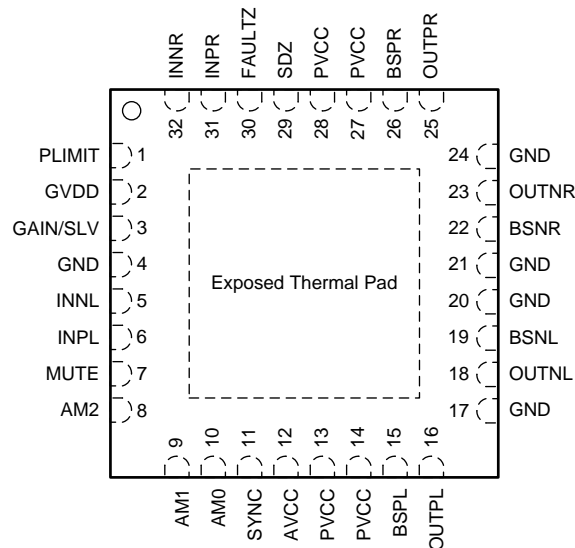 INNR
INPR
FAULTZ
SDZ
PVCC
PVCC
BSPR
OUTPR
32
31
30
29
28
27
26
25
PLIMIT 1
GVDD 2
GAIN/SLV 3
GND 4
INNL 5
INPL 6
MUTE 7
AM2 8
24 GND
23 OUTNR
22 BSNR
21 GND
20 GND
19 BSNL
18 OUTNL
17 GND
Exposed Thermal Pad
9
10
11
12
13
14
15
16
AM1
AM0
SYNC
AVCC
PVCC
PVCC
BSPL
OUTPL